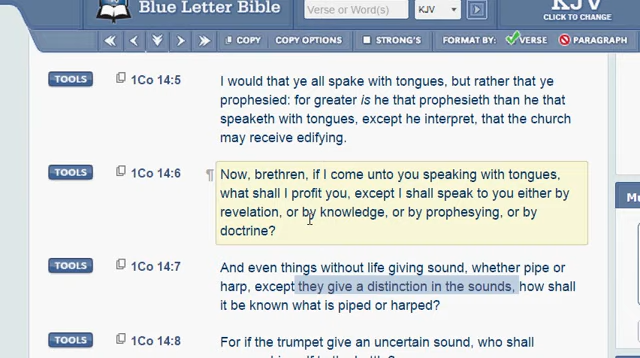 Blue Letter Bible
Verse or Word(s)
KJV
KJV
CLICK TO CHANGE
COPY
COPY OPTIONS
STRONG'S
FORMAT BY:
VERSE
PARAGRAPH
TOOLS
1Co 14:5
I would that ye all spake with tongues, but rather that ye
prophesied: for greater is he that prophesieth than he that
speaketh with tongues, except he interpret, that the church
may receive edifying.
TOOLS
1Co 14:6
¶ Now, brethren, if I come unto you speaking with tongues,
what shall I profit you, except I shall speak to you either by
revelation, or by knowledge, or by prophesying, or by
doctrine?
TOOLS
1Co 14:7
And even things without life giving sound, whether pipe or
harp, except they give a distinction in the sounds, how shall
it be known what is piped or harped?
TOOLS
1Co 14:8
For if the trumpet give an uncertain sound, who shall